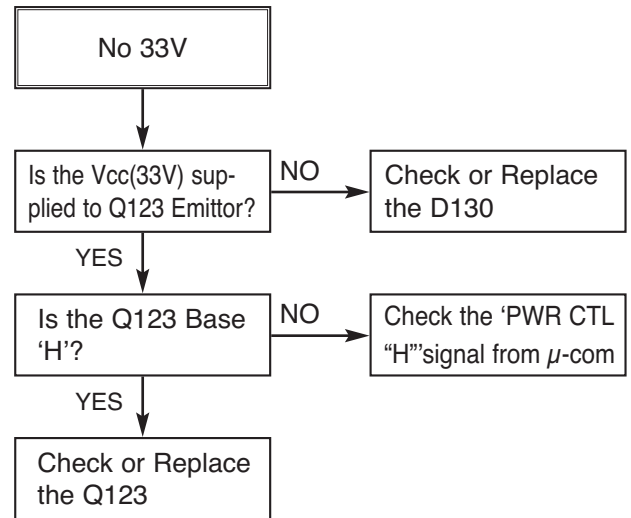 No 33V
Is the Vcc(33V) sup-
plied to Q123 Emittor?
NO
Check or Replace
the D130
YES
Is the Q123 Base
‘H’?
NO
Check the ‘PWR CTL
“H”’signal from µ-com
YES
Check or Replace
the Q123